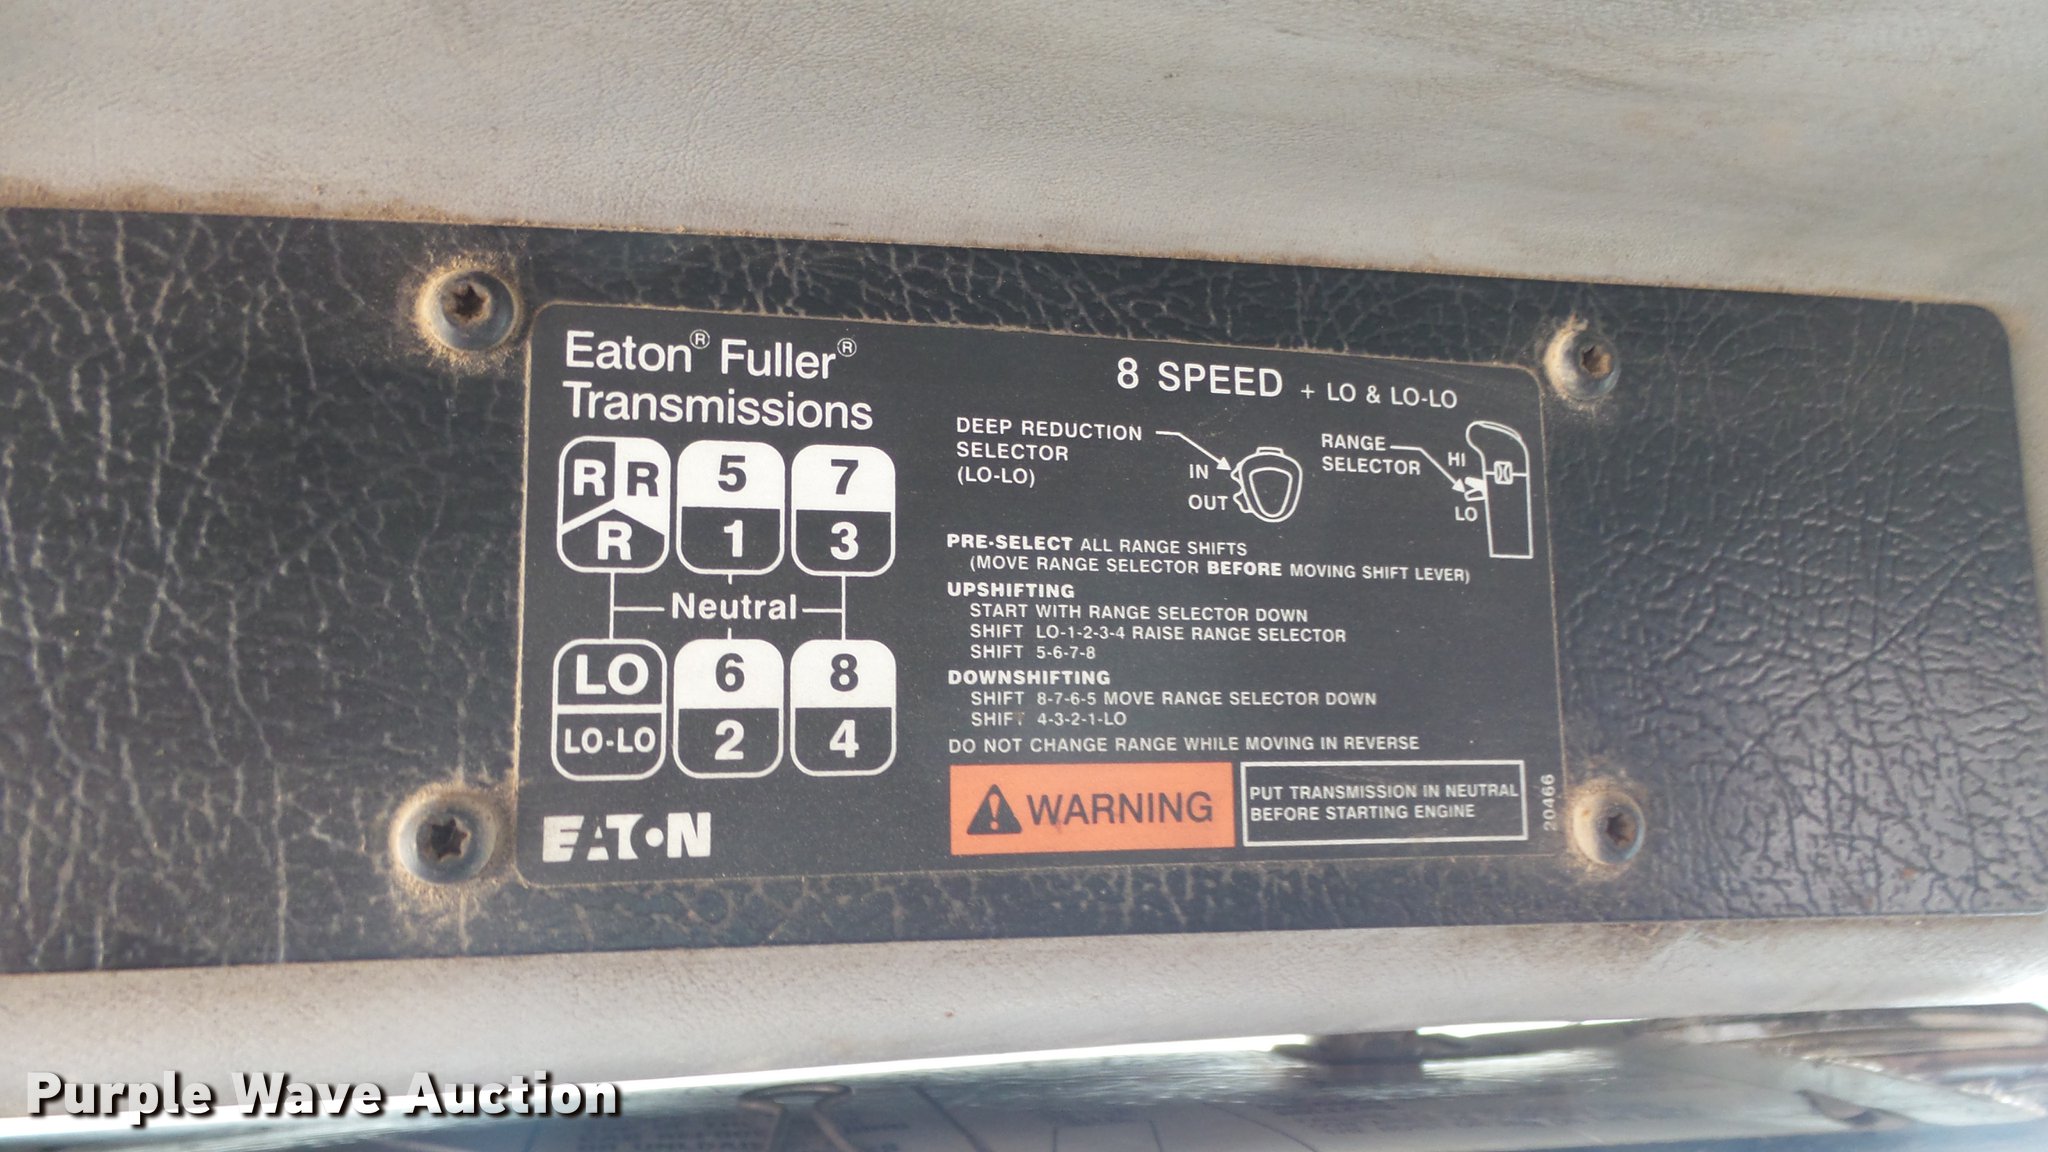 Eaton® Fuller®
Transmissions
R R
R
5
1
7
3
Neutral
LO
LO-LO
6
2
8
4
EATON
8 SPEED + LO & LO-LO
DEEP REDUCTION
SELECTOR
(LO-LO)
IN
OUT
RANGE
SELECTOR
HI
LO
PRE-SELECT ALL RANGE SHIFTS
(MOVE RANGE SELECTOR BEFORE MOVING SHIFT LEVER)
UPSHIFTING
START WITH RANGE SELECTOR DOWN
SHIFT LO-1-2-3-4 RAISE RANGE SELECTOR
SHIFT 5-6-7-8
DOWNSHIFTING
SHIFT 8-7-6-5 MOVE RANGE SELECTOR DOWN
SHIFT 4-3-2-1-LO
DO NOT CHANGE RANGE WHILE MOVING IN REVERSE
WARNING
PUT TRANSMISSION IN NEUTRAL
BEFORE STARTING ENGINE
20466
Purple Wave Auction